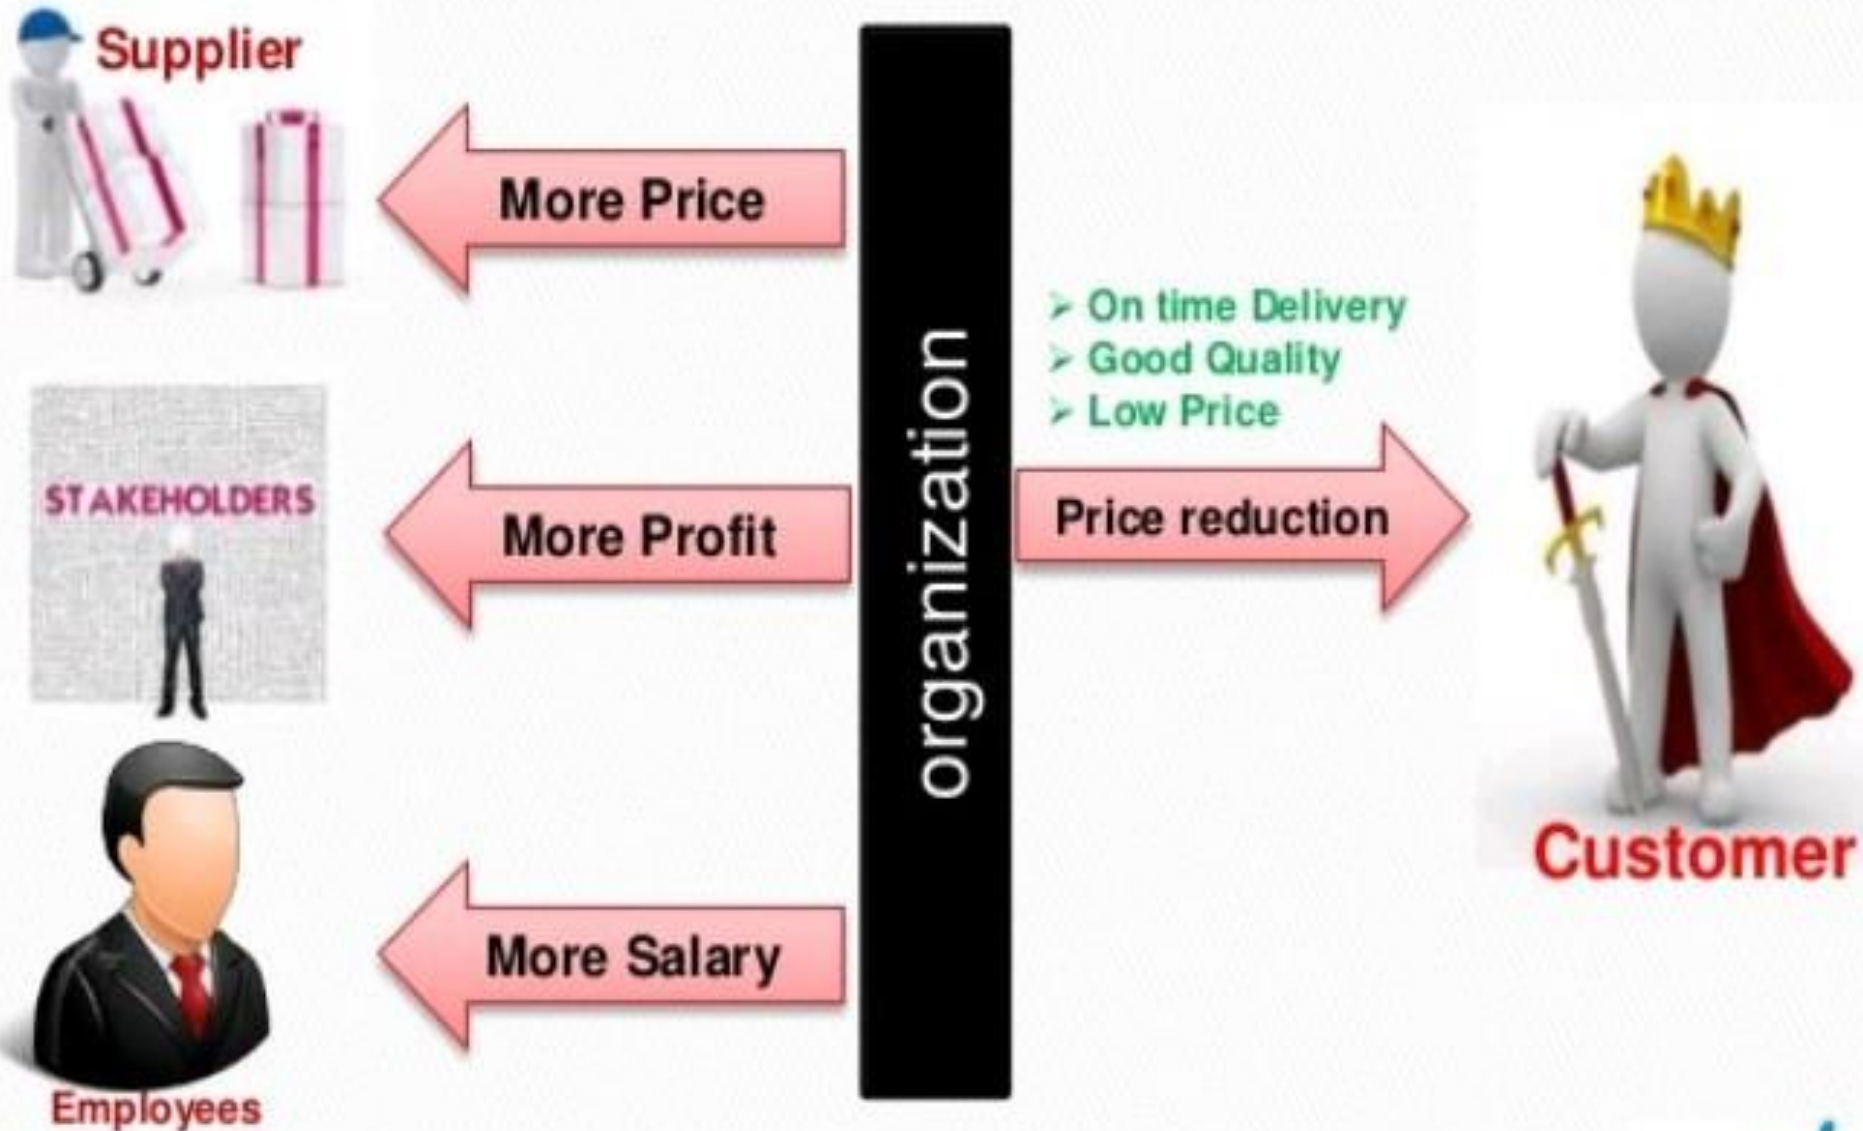 Supplier
More Price
STAKEHOLDERS
More Profit
Employees
More Salary
organization
➢ On time Delivery
➢ Good Quality
➢ Low Price
Price reduction
Customer